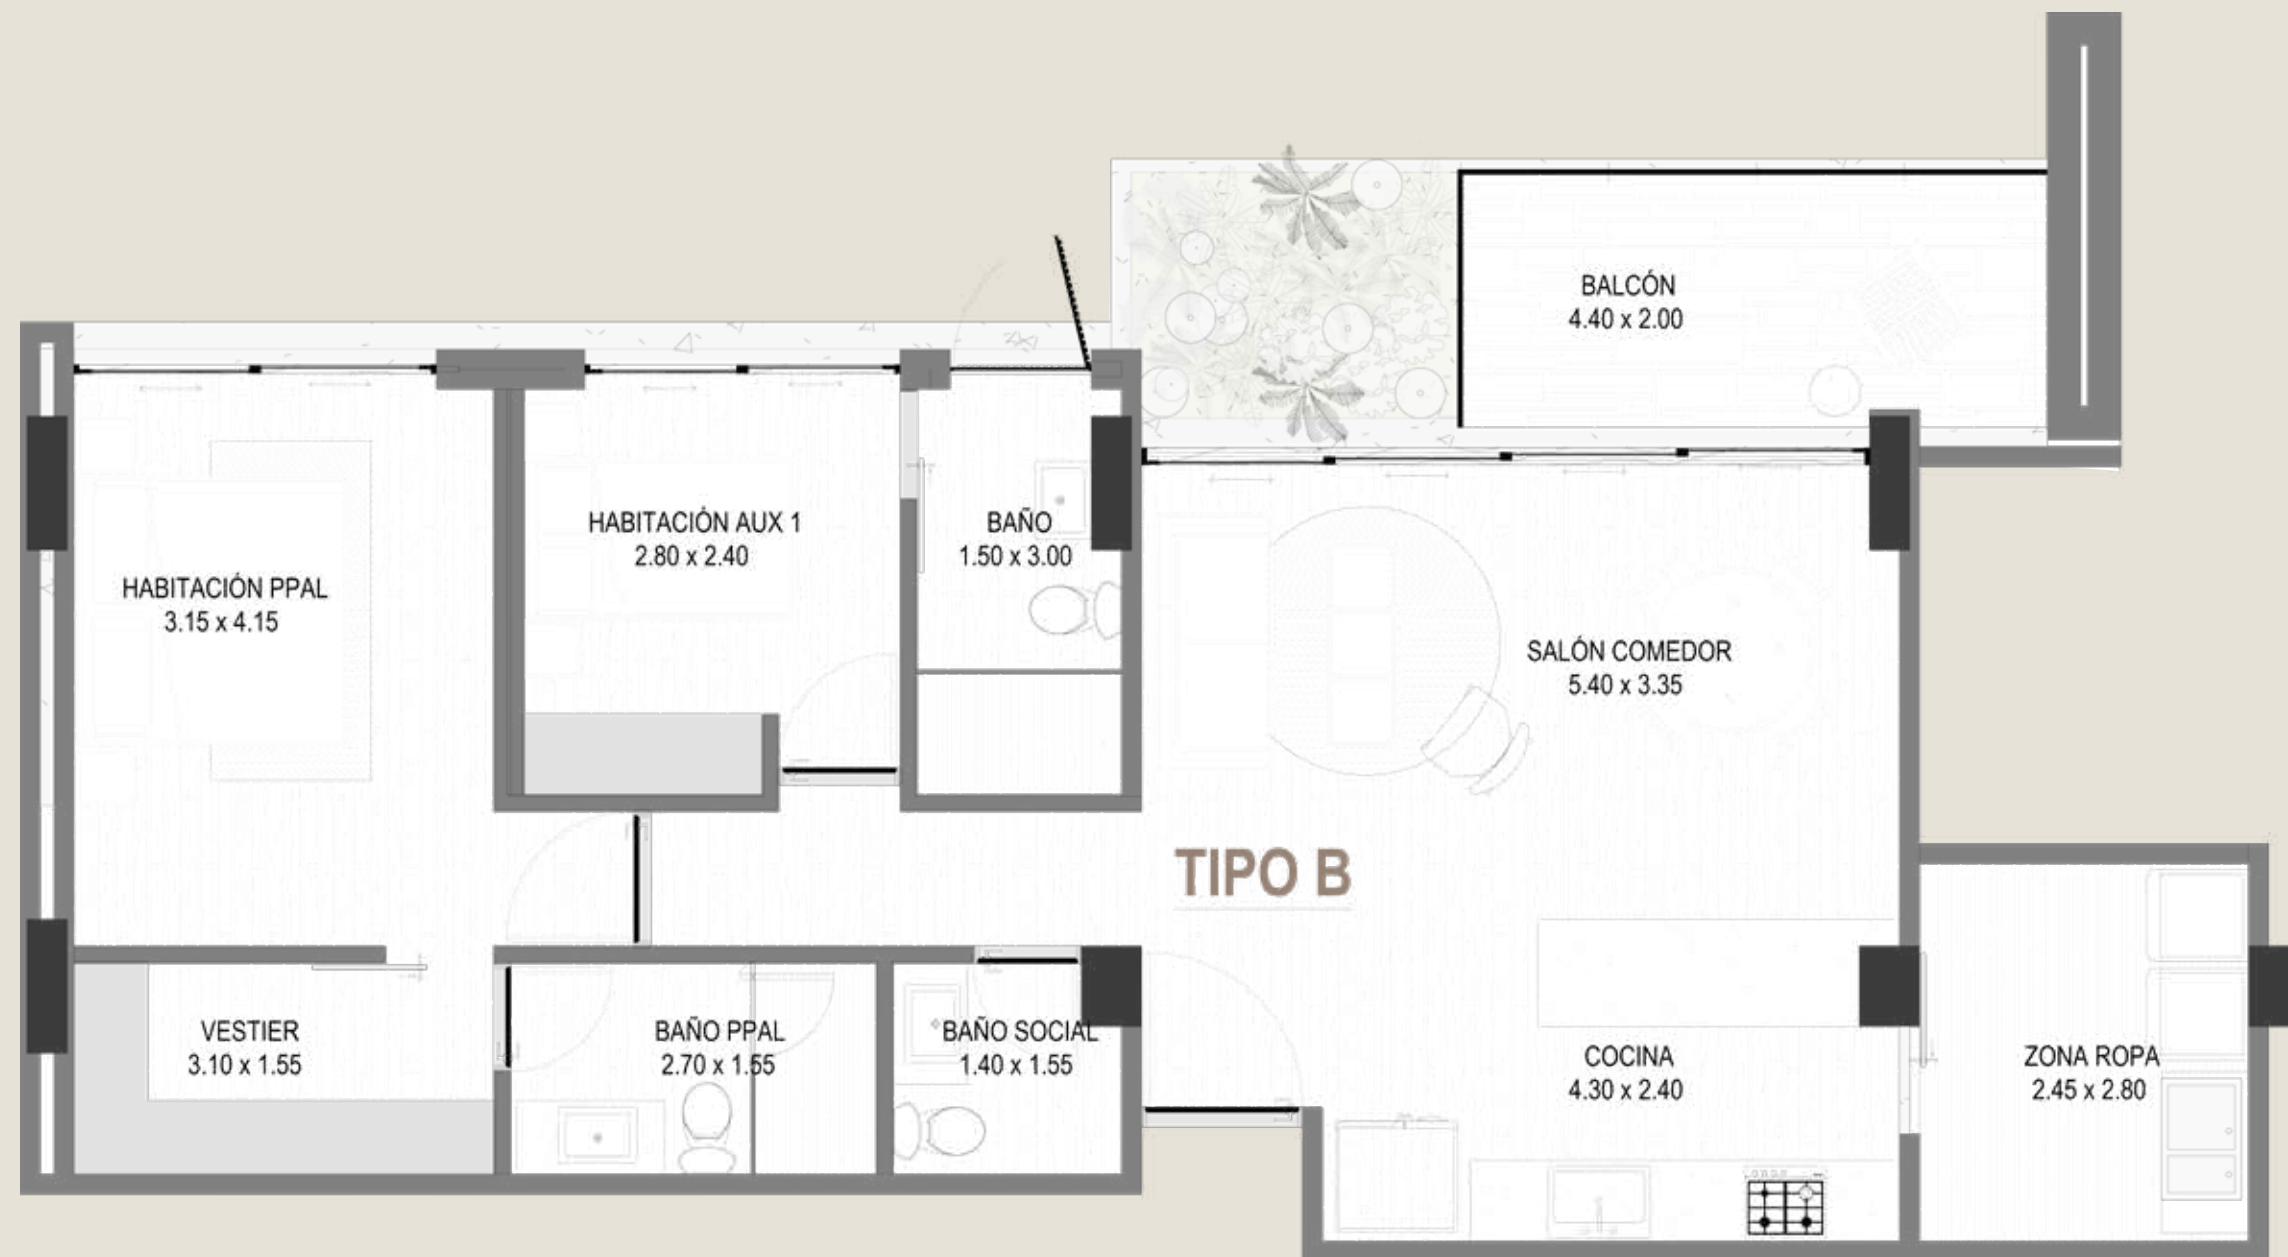 BALCÓN
4.40 x 2.00
HABITACIÓN AUX 1
2.80 x 2.40
BAÑO
1.50 x 3.00
HABITACIÓN PPAL
3.15 x 4.15
SALÓN COMEDOR
5.40 x 3.35
TIPO B
VESTIER
3.10 x 1.55
BAÑO PPAL
2.70 x 1.55
BAÑO SOCIAL
1.40 x 1.55
COCINA
4.30 x 2.40
ZONA ROPA
2.45 x 2.80